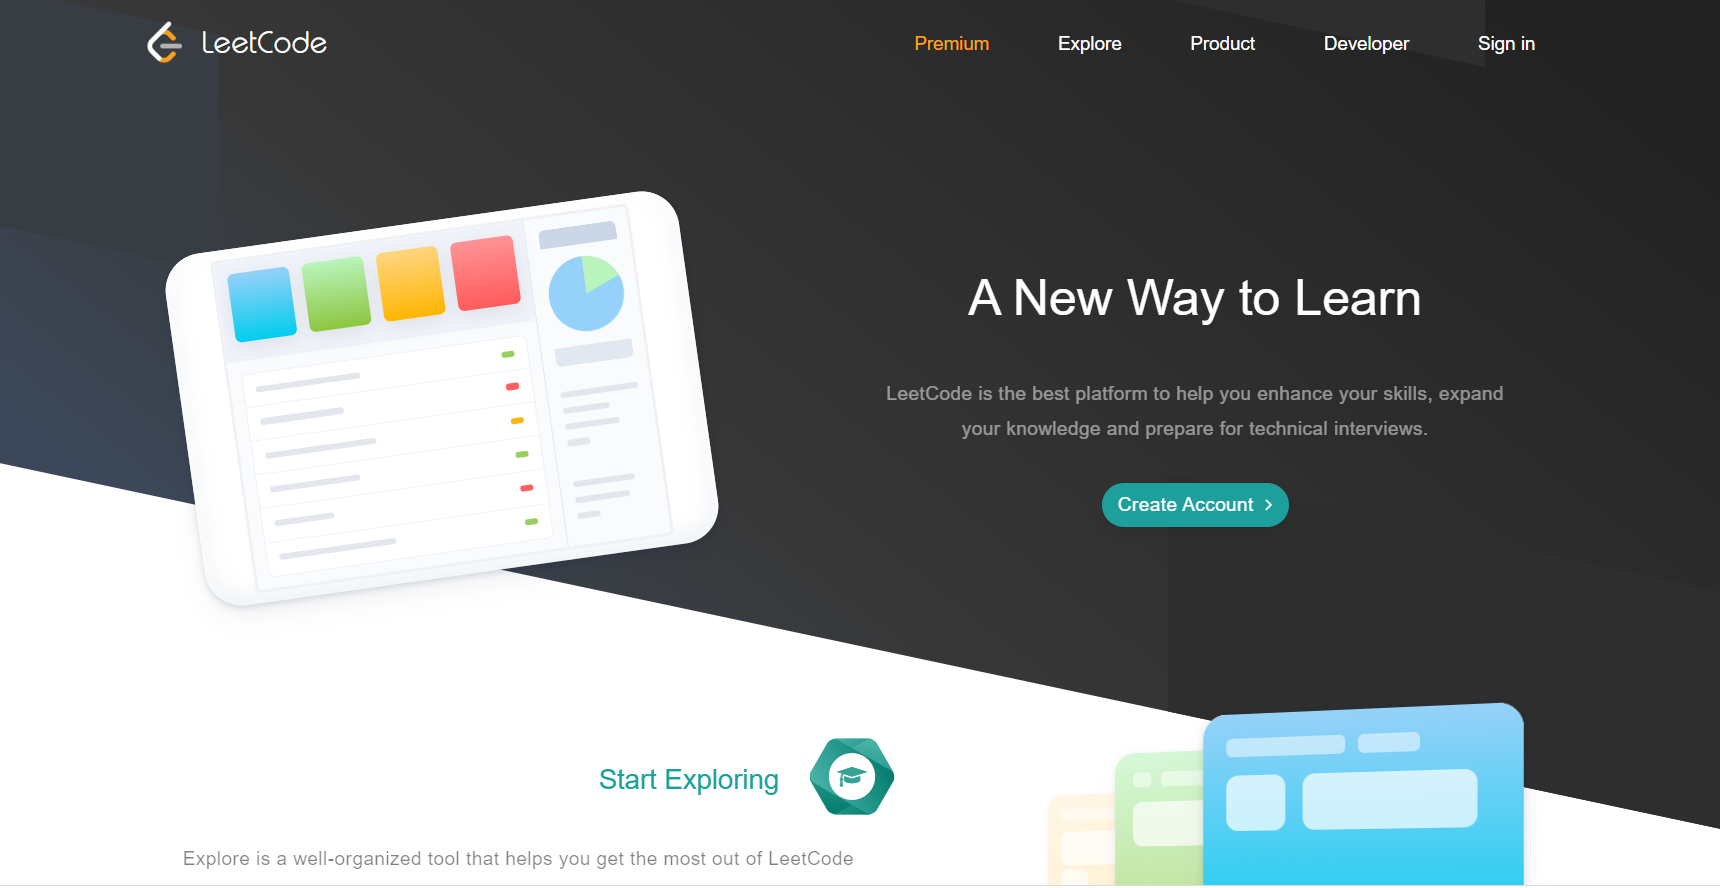 LeetCode
Premium
Explore
Product
Developer
Sign in
A New Way to Learn
LeetCode is the best platform to help you enhance your skills, expand
your knowledge and prepare for technical interviews.
Create Account
Start Exploring
Explore is a well-organized tool that helps you get the most out of LeetCode